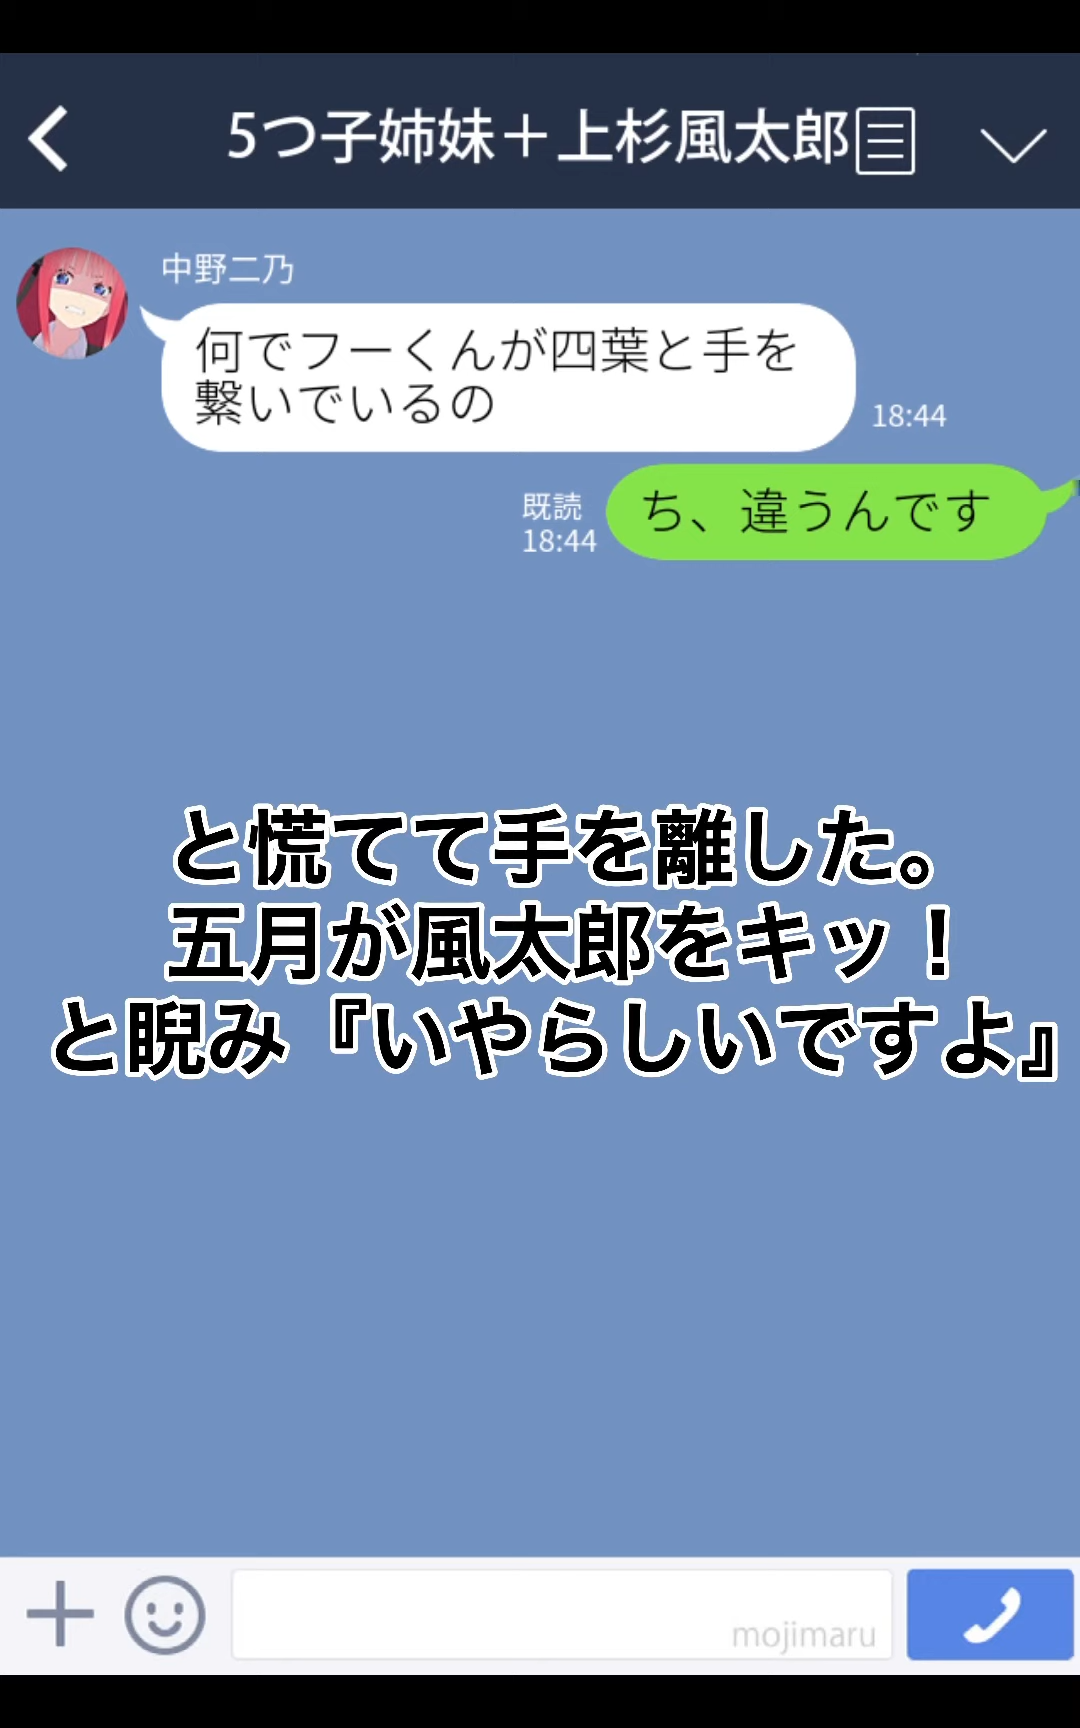 5つ子姉妹＋上杉風太郎
中野二乃
何でフーくんが四葉と手を
繋いでいるの
18:44
既読
18:44
ち、違うんです
と慌てて手を離した。
五月が風太郎をキッ！
と睨み『いやらしいですよ』
mojimaru